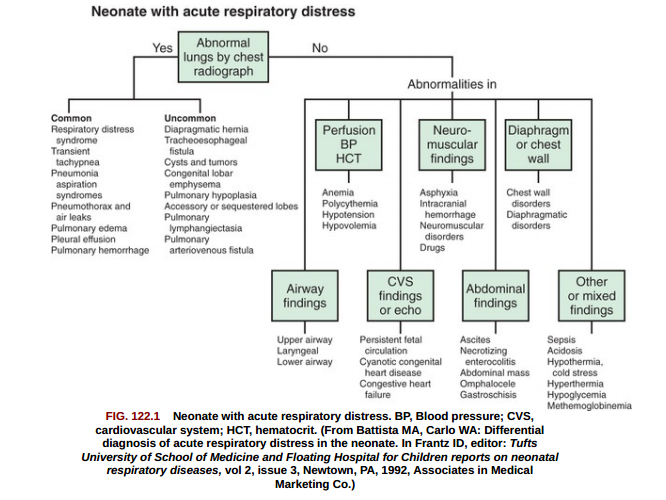 Neonate with acute respiratory distress
Yes
Abnormal
lungs by chest
radiograph
No
Common
Respiratory distress
syndrome
Transient
tachypnea
Pneumonia
aspiration
syndromes
Pneumothorax and
air leaks
Pulmonary edema
Pleural effusion
Pulmonary hemorrhage
Uncommon
Diapragmatic hernia
Tracheoesophageal
fistula
Cysts and tumors
Congenital lobar
emphysema
Pulmonary hypoplasia
Accessory or sequestered lobes
Pulmonary
lymphangiectasia
Pulmonary
arteriovenous fistula
Abnormalities in
Perfusion
BP
HCT
Anemia
Polycythemia
Hypotension
Hypovolemia
Neuro-
muscular
findings
Asphyxia
Intracranial
hemorrhage
Neuromuscular
disorders
Drugs
Diaphragm
or chest
wall
Chest wall
disorders
Diaphragmatic
disorders
Airway
findings
Upper airway
Laryngeal
Lower airway
CVS
findings
or echo
Persistent fetal
circulation
Cyanotic congenital
heart disease
Congestive heart
failure
Abdominal
findings
Ascites
Necrotizing
enterocolitis
Abdominal mass
Omphalocele
Gastroschisis
Other
or mixed
findings
Sepsis
Acidosis
Hypothermia,
cold stress
Hyperthermia
Hypoglycemia
Methemoglobinemia
FIG. 122.1 Neonate with acute respiratory distress. BP, Blood pressure; CVS,
cardiovascular system; HCT, hematocrit. (From Battista MA, Carlo WA: Differential
diagnosis of acute respiratory distress in the neonate. In Frantz ID, editor: Tufts
University of School of Medicine and Floating Hospital for Children reports on neonatal
respiratory diseases, vol 2, issue 3, Newtown, PA, 1992, Associates in Medical
Marketing Co.)